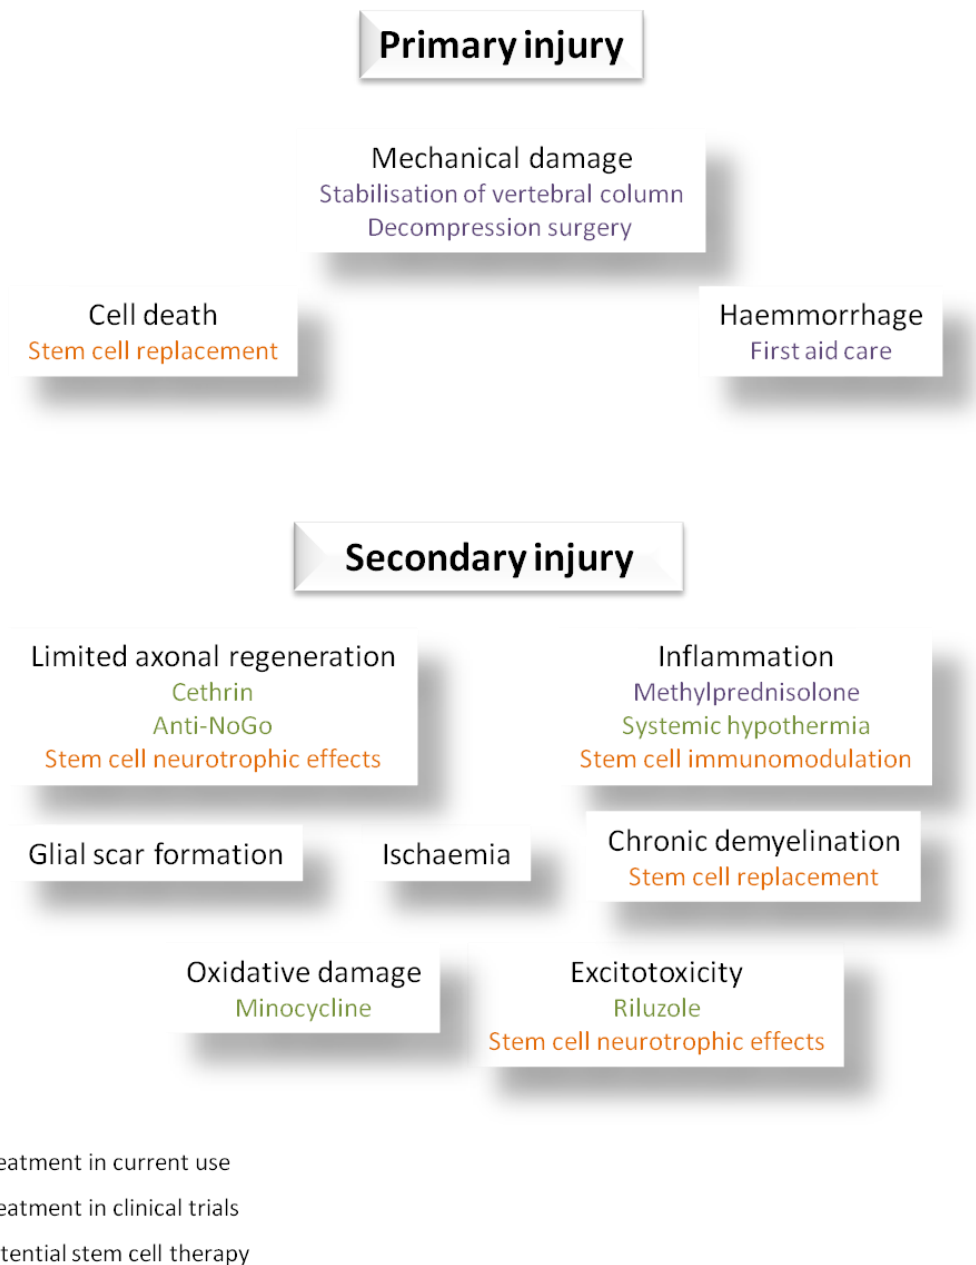 Primary injury
Mechanical damage
Stabilisation of vertebral column
Decompression surgery
Cell death
Stem cell replacement
Haemmorrhage
First aid care
Secondary injury
Limited axonal regeneration
Cethrin
Anti-NoGo
Stem cell neurotrophic effects
Inflammation
Methylprednisolone
Systemic hypothermia
Stem cell immunomodulation
Glial scar formation
Ischaemia
Chronic demyelination
Stem cell replacement
Oxidative damage
Minocycline
Excitotoxicity
Riluzole
Stem cell neurotrophic effects
eatment in current use
eatment in clinical trials
tential stem cell therapy